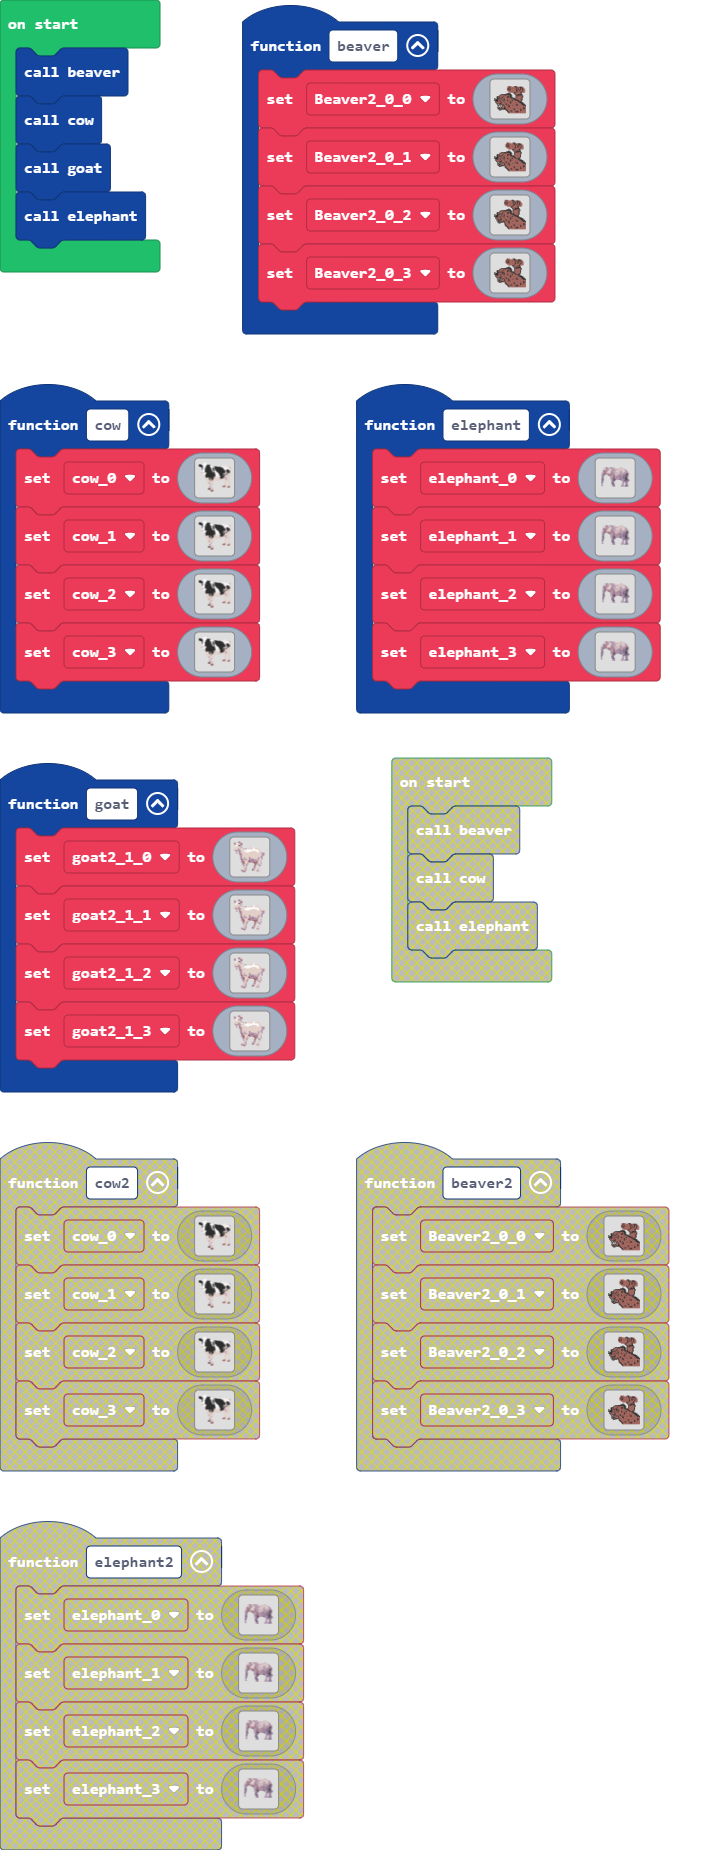 on start
call beaver
call cow
call goat
call elephant
function beaver
set Beaver2_0_0 to
set Beaver2_0_1 to
set Beaver2_0_2 to
set Beaver2_0_3 to
function cow
set cow_0 to
set cow_1 to
set cow_2 to
set cow_3 to
function elephant
set elephant_0 to
set elephant_1 to
set elephant_2 to
set elephant_3 to
function goat
set goat2_1_0 to
set goat2_1_1 to
set goat2_1_2 to
set goat2_1_3 to
on start
call beaver
call cow
call elephant
function cow2
set cow_0 to
set cow_1 to
set cow_2 to
set cow_3 to
function beaver2
set Beaver2_0_0 to
set Beaver2_0_1 to
set Beaver2_0_2 to
set Beaver2_0_3 to
function elephant2
set elephant_0 to
set elephant_1 to
set elephant_2 to
set elephant_3 to